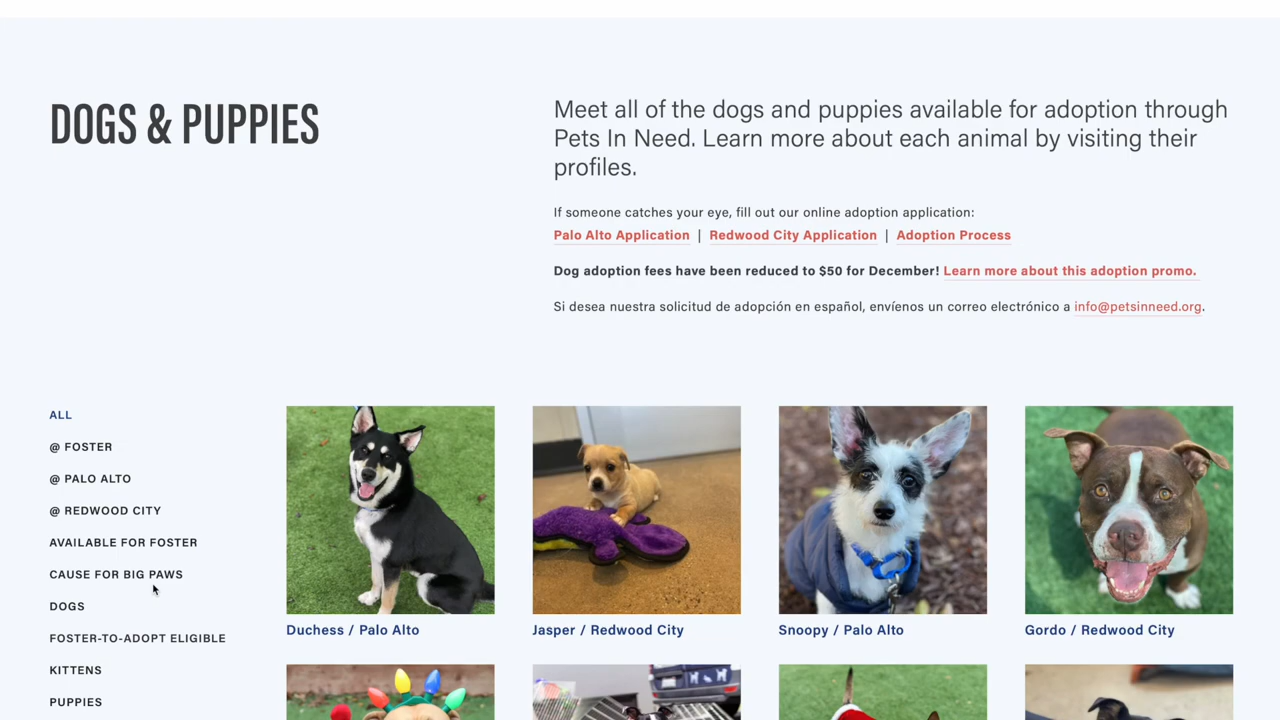 DOGS & PUPPIES
Meet all of the dogs and puppies available for adoption through
Pets In Need. Learn more about each animal by visiting their
profiles.
If someone catches your eye, fill out our online adoption application:
Palo Alto Application | Redwood City Application | Adoption Process
Dog adoption fees have been reduced to $50 for December! Learn more about this adoption promo.
Si desea nuestra solicitud de adopción en español, envíenos un correo electrónico a info@petsinneed.org.
ALL
@ FOSTER
@ PALO ALTO
@ REDWOOD CITY
AVAILABLE FOR FOSTER
CAUSE FOR BIG PAWS
DOGS
FOSTER-TO-ADOPT ELIGIBLE
KITTENS
PUPPIES
Duchess / Palo Alto
Jasper / Redwood City
Snoopy / Palo Alto
Gordo / Redwood City